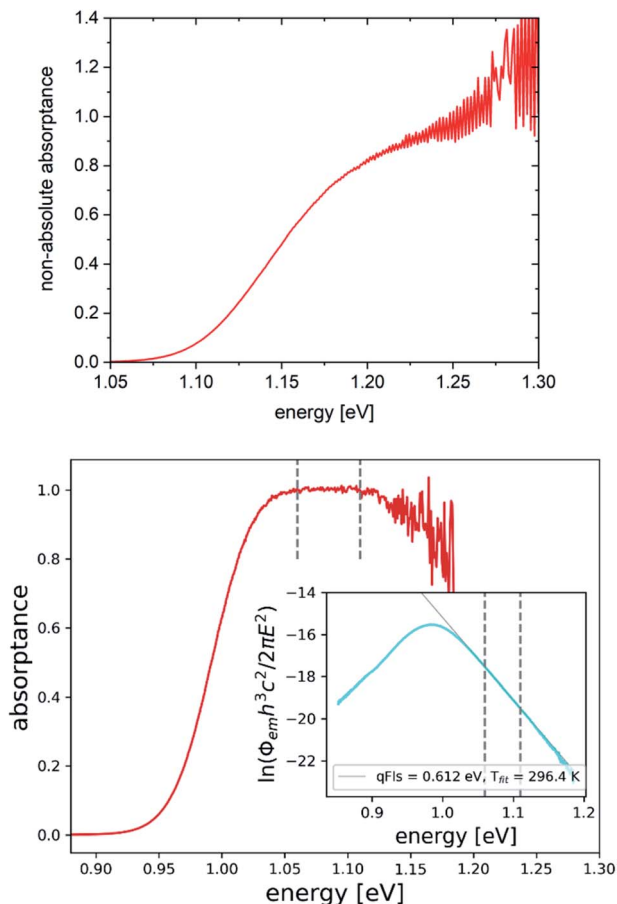 1.4
1.2
1.0
0.8
0.6
0.4
0.2
0.0
non-absolute absorptance
1.05 1.10 1.15 1.20 1.25 1.30
energy [eV]
1.0
0.8
0.6
0.4
0.2
0.0
absorptance
−14
−16
−18
−20
−22
ln(Φem h³c²/2πE²)
qFls = 0.612 eV, Tfit = 296.4 K
0.9 1.0 1.1 1.2
energy [eV]
0.90 0.95 1.00 1.05 1.10 1.15 1.20 1.25 1.30
energy [eV]